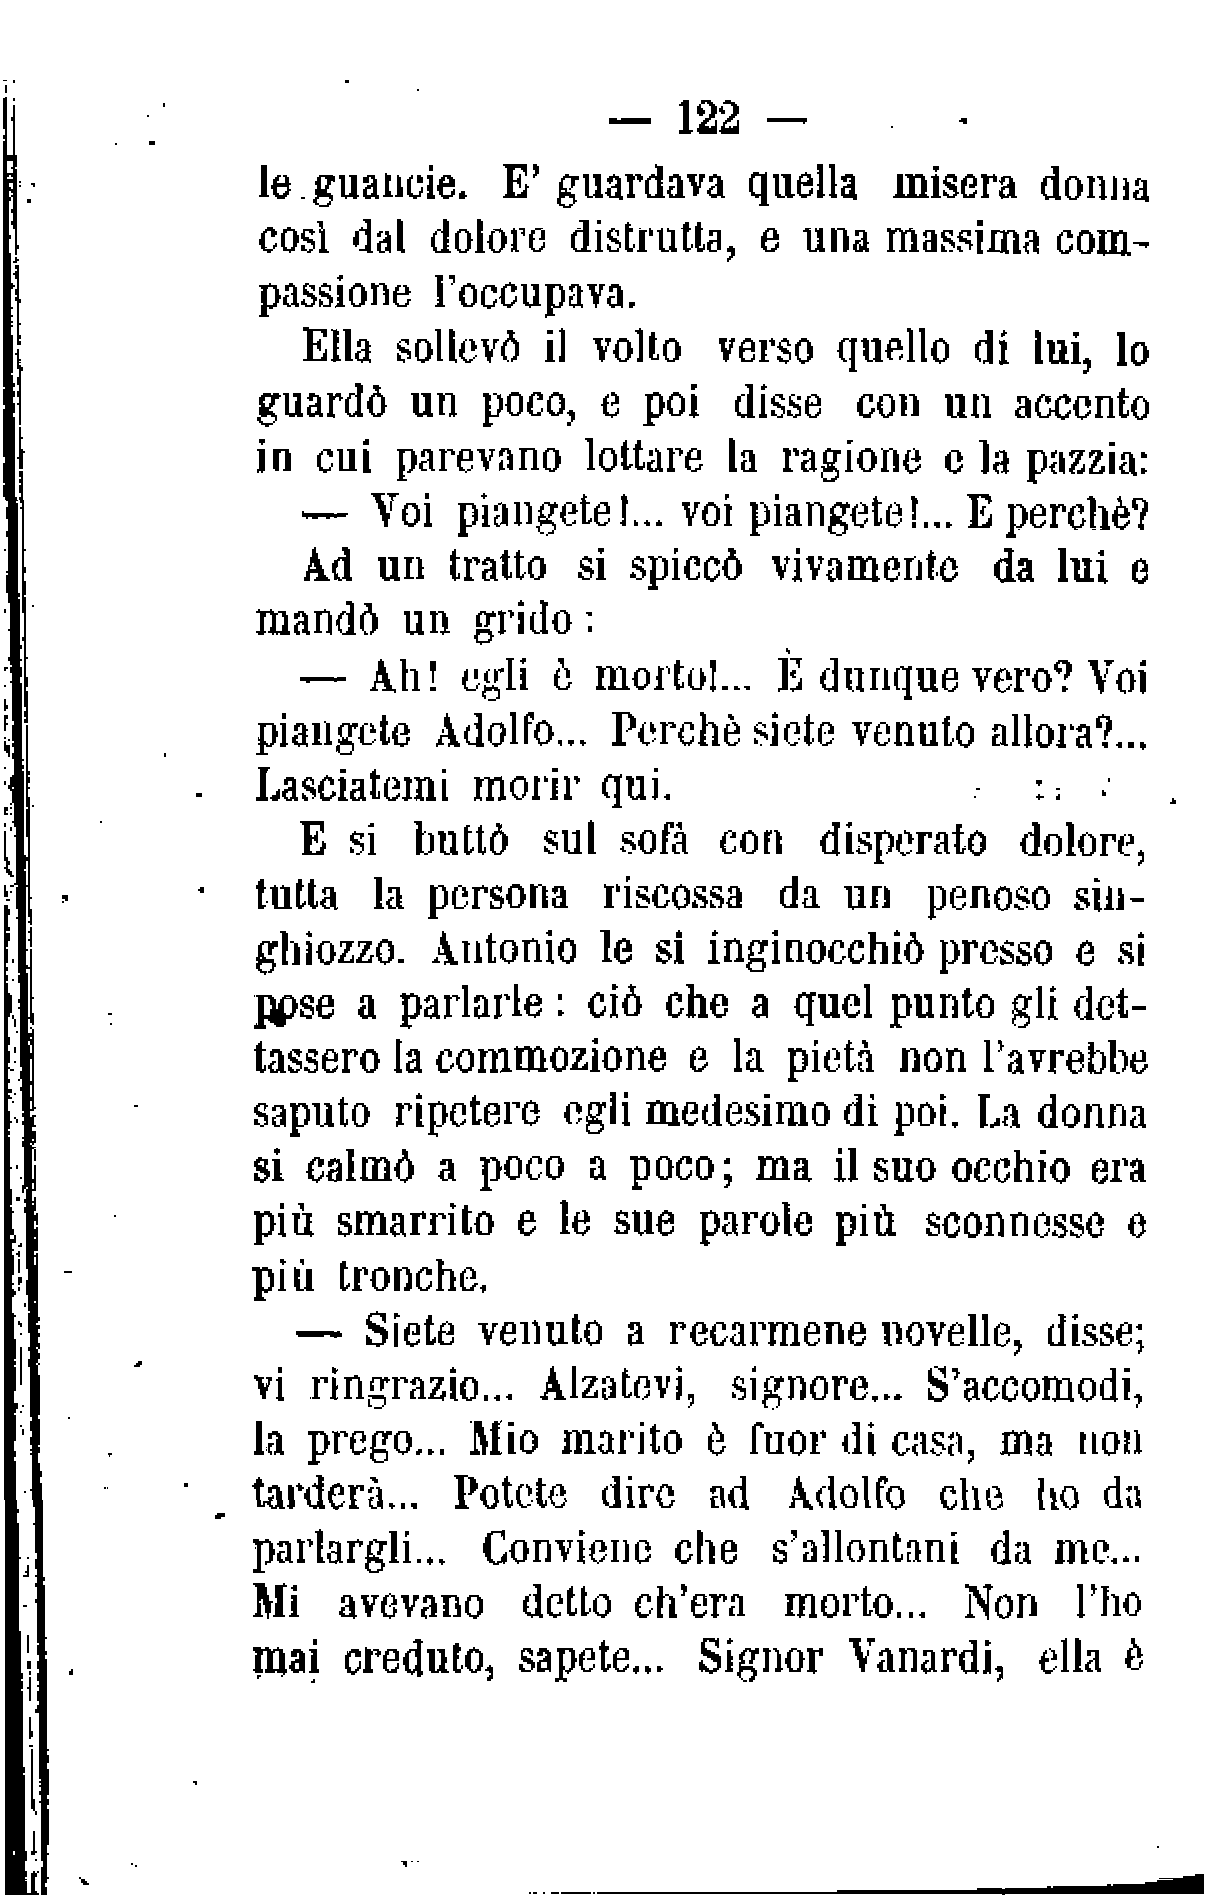 — 122 —
le guancie. E' guardava quella misera donna
così dal dolore distrutta, e una massima com-
passione l'occupava.
Ella sollevò il volto verso quello di lui, lo
guardò un poco, e poi disse con un accento
in cui parevano lottare la ragione e la pazzia:
— Voi piangete!... voi piangete!... E perchè?
Ad un tratto si spiccò vivamente da lui e
mandò un grido :
— Ah! egli è morto!... È dunque vero? Voi
piangete Adolfo... Perchè siete venuto allora?...
Lasciatemi morir qui.
E si buttò sul sofà con disperato dolore,
tutta la persona riscossa da un penoso sin-
ghiozzo. Antonio le si inginocchiò presso e si
pose a parlarle : ciò che a quel punto gli det-
tassero la commozione e la pietà non l'avrebbe
saputo ripetere egli medesimo di poi. La donna
si calmò a poco a poco; ma il suo occhio era
più smarrito e le sue parole più sconnesse e
più tronche.
— Siete venuto a recarmene novelle, disse;
vi ringrazio... Alzatevi, signore... S'accomodi,
la prego... Mio marito è fuor di casa, ma non
tarderà... Potete dire ad Adolfo che ho da
parlargli... Conviene che s'allontani da me...
Mi avevano detto ch'era morto... Non l'ho
mai creduto, sapete... Signor Vanardi, ella è